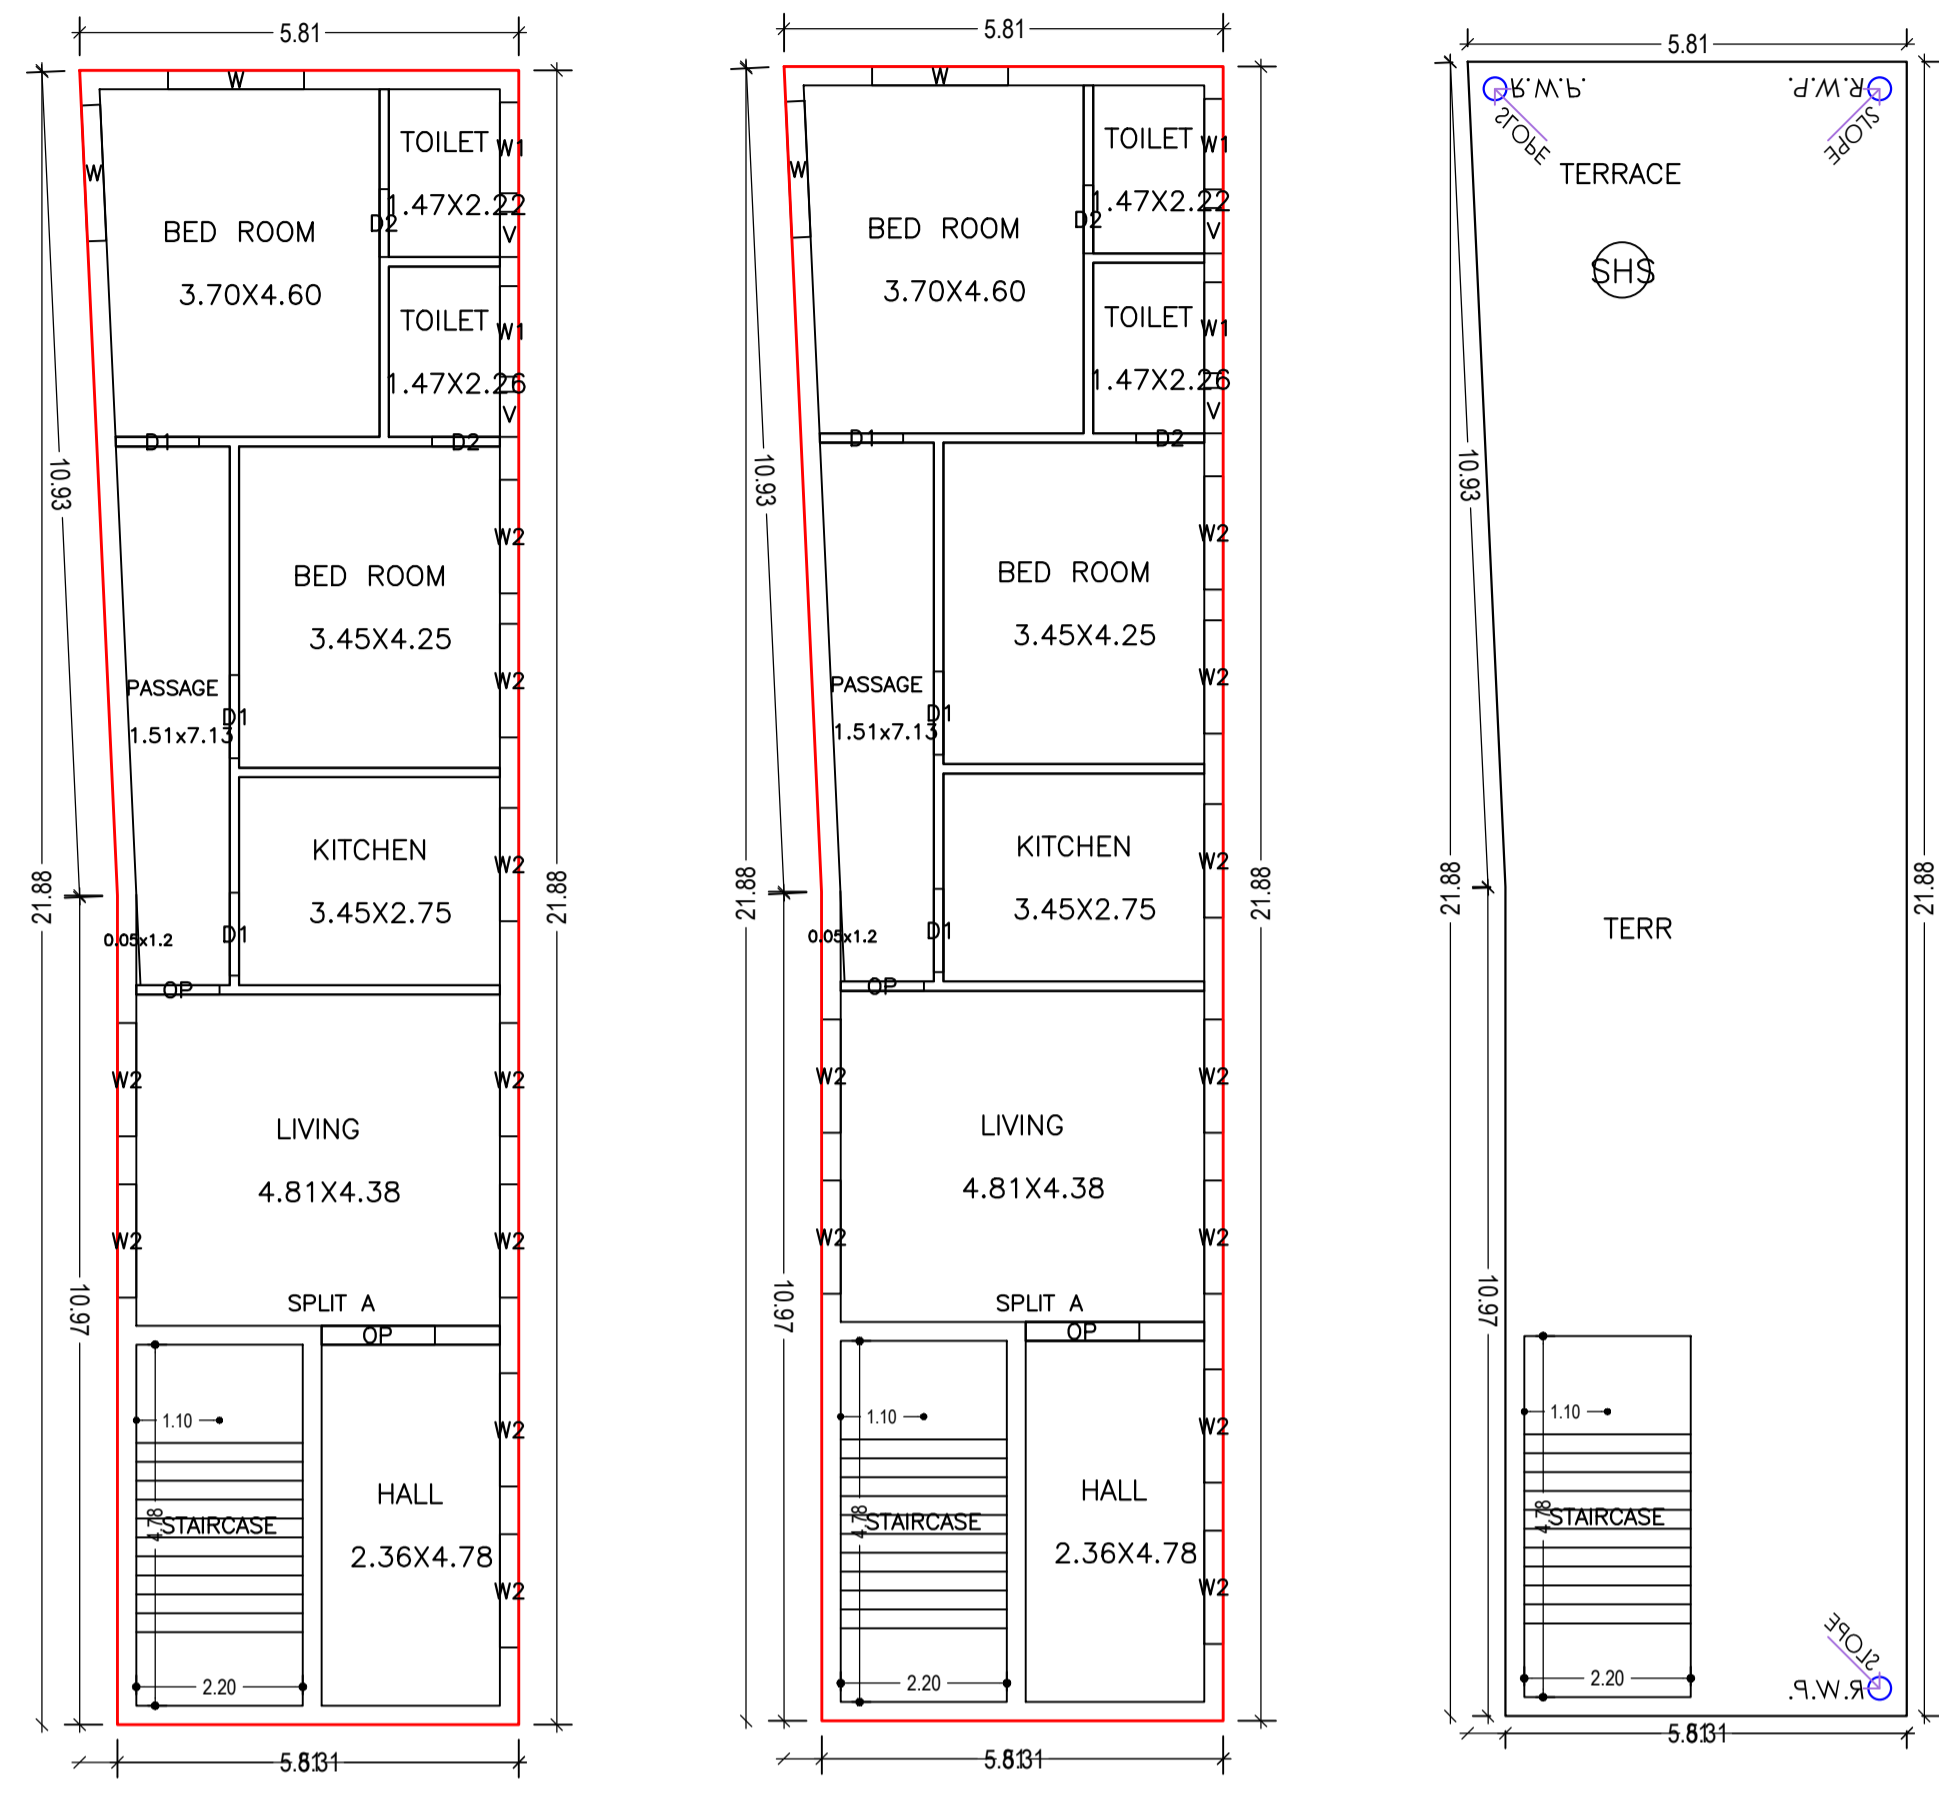 5.81
W
TOILET
W1
1.47X2.22
W
D2
V
BED ROOM
3.70X4.60
TOILET
W1
1.47X2.26
V
D1
D2
10.93
W2
BED ROOM
3.45X4.25
PASSAGE
1.51x7.13
W2
D1
KITCHEN
W2
3.45X2.75
21.88
21.88
0.05x1.2
D1
OP
W2
W2
LIVING
4.81X4.38
W2
W2
10.97
SPLIT A
OP
1.10
W2
HALL
4.78
STAIRCASE
2.36X4.78
W2
2.20
5.81
5.31
5.81
W
TOILET
W1
1.47X2.22
W
D2
V
BED ROOM
3.70X4.60
TOILET
W1
1.47X2.26
V
D1
D2
10.93
W2
BED ROOM
3.45X4.25
PASSAGE
1.51x7.13
W2
D1
KITCHEN
W2
3.45X2.75
21.88
21.88
0.05x1.2
D1
OP
W2
W2
LIVING
4.81X4.38
W2
W2
10.97
SPLIT A
OP
1.10
W2
HALL
4.78
STAIRCASE
2.36X4.78
W2
2.20
5.81
5.31
5.81
R.W.P.
R.W.P.
SLOPE
SLOPE
TERRACE
SHS
10.93
21.88
21.88
TERR
10.97
1.10
4.78
STAIRCASE
SLOPE
2.20
R.W.P.
5.81
5.31